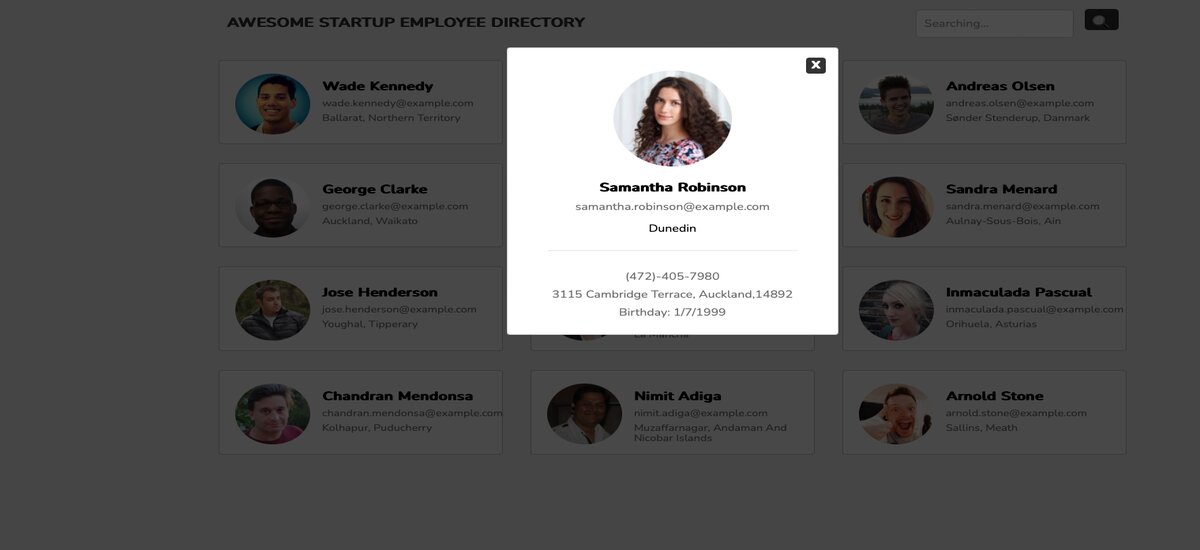 AWESOME STARTUP EMPLOYEE DIRECTORY
Searching...
Wade Kennedy
wade.kennedy@example.com
Ballarat, Northern Territory
Samantha Robinson
samantha.robinson@example.com
Dunedin
(472)-405-7980
3115 Cambridge Terrace, Auckland,14892
Birthday: 1/7/1999
Andreas Olsen
andreas.olsen@example.com
Sønder Stenderup, Danmark
George Clarke
george.clarke@example.com
Auckland, Waikato
Sandra Menard
sandra.menard@example.com
Aulnay-Sous-Bois, Ain
Jose Henderson
jose.henderson@example.com
Youghal, Tipperary
La Mancha
Inmaculada Pascual
inmaculada.pascual@example.com
Orihuela, Asturias
Chandran Mendonsa
chandran.mendonsa@example.com
Kolhapur, Puducherry
Nimit Adiga
nimit.adiga@example.com
Muzaffarnagar, Andaman And
Nicobar Islands
Arnold Stone
arnold.stone@example.com
Sallins, Meath